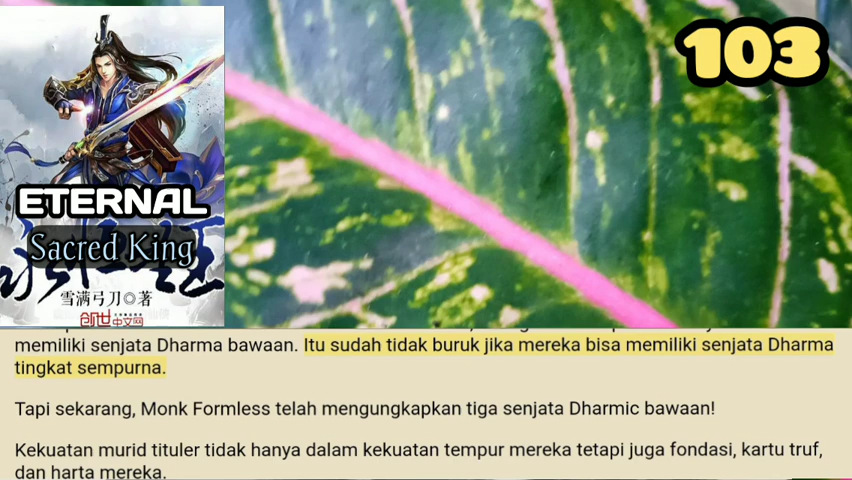 103
ETERNAL
Sacred King
雪满弓刀◎著
创世中文网
memiliki senjata Dharma bawaan. Itu sudah tidak buruk jika mereka bisa memiliki senjata Dharma
tingkat sempurna.
Tapi sekarang, Monk Formless telah mengungkapkan tiga senjata Dharmic bawaan!
Kekuatan murid tituler tidak hanya dalam kekuatan tempur mereka tetapi juga fondasi, kartu truf,
dan harta mereka.